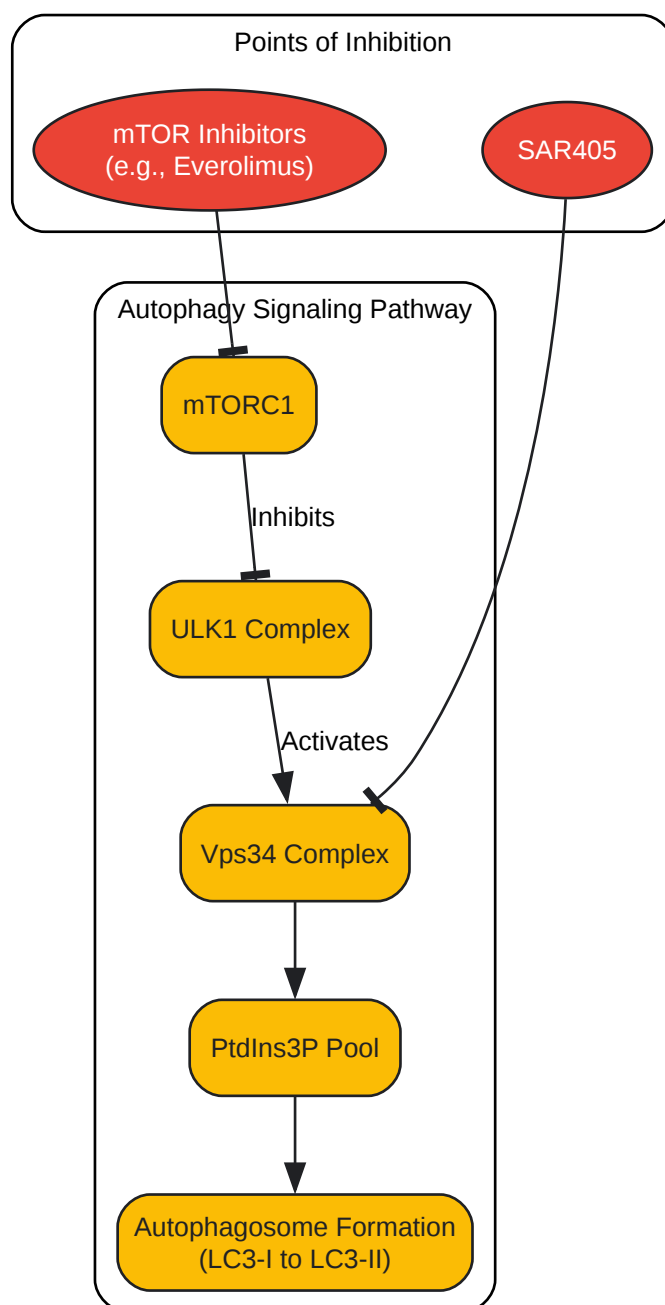 Points of Inhibition
mTOR Inhibitors
(e.g., Everolimus)
SAR405
Autophagy Signaling Pathway
mTORC1
Inhibits
ULK1 Complex
Activates
Vps34 Complex
PtdIns3P Pool
Autophagosome Formation
(LC3-I to LC3-II)